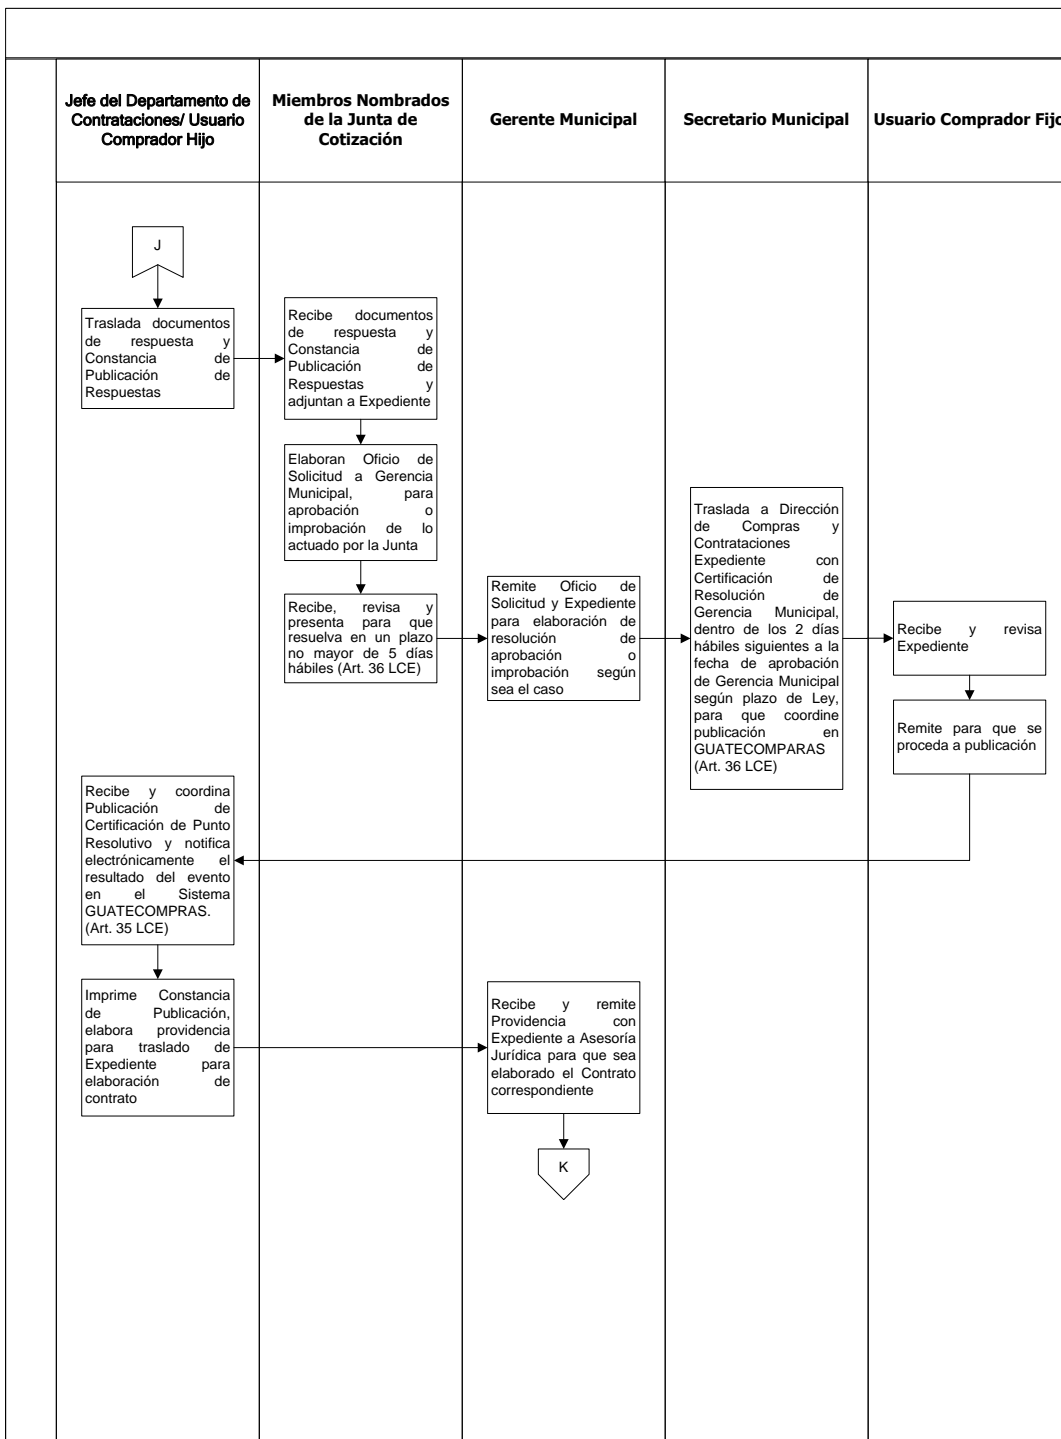 Jefe del Departamento de
Contrataciones/ Usuario
Comprador Hijo
Miembros Nombrados
de la Junta de
Cotización
Gerente Municipal
Secretario Municipal
Usuario Comprador Fijo
J
Traslada documentos
de respuesta y
Constancia de
Publicación de
Respuestas
Recibe documentos
de respuesta y
Constancia de
Publicación de
Respuestas y
adjuntan a Expediente
Elaboran Oficio de
Solicitud a Gerencia
Municipal, para
aprobación o
improbación de lo
actuado por la Junta
Recibe, revisa y
presenta para que
resuelva en un plazo
no mayor de 5 días
hábiles (Art. 36 LCE)
Remite Oficio de
Solicitud y Expediente
para elaboración de
resolución de
aprobación o
improbación según
sea el caso
Traslada a Dirección
de Compras y
Contrataciones
Expediente con
Certificación de
Resolución de
Gerencia Municipal,
dentro de los 2 días
hábiles siguientes a la
fecha de aprobación
de Gerencia Municipal
según plazo de Ley,
para que coordine
publicación en
GUATECOMPARAS
(Art. 36 LCE)
Recibe y revisa
Expediente
Remite para que se
proceda a publicación
Recibe y coordina
Publicación de
Certificación de Punto
Resolutivo y notifica
electrónicamente el
resultado del evento
en el Sistema
GUATECOMPRAS.
(Art. 35 LCE)
Imprime Constancia
de Publicación,
elabora providencia
para traslado de
Expediente para
elaboración de
contrato
Recibe y remite
Providencia con
Expediente a Asesoría
Jurídica para que sea
elaborado el Contrato
correspondiente
K